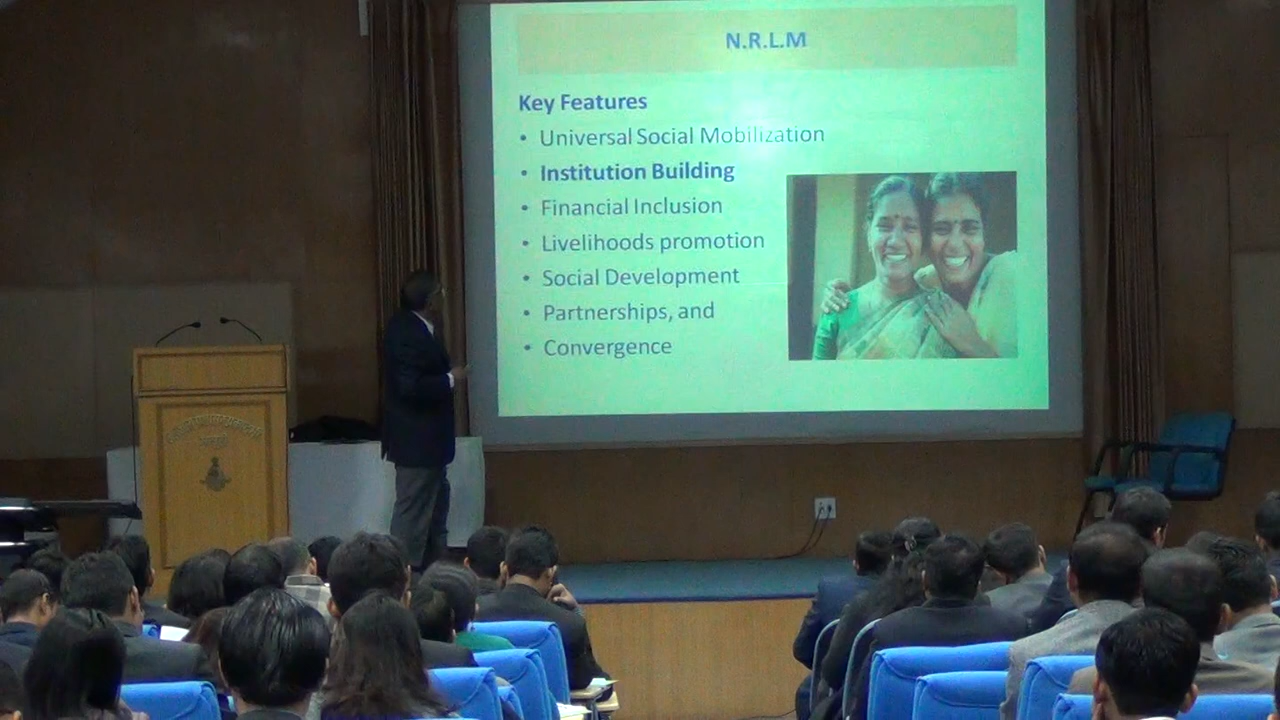 N.R.L.M
Key Features
• Universal Social Mobilization
• Institution Building
• Financial Inclusion
• Livelihoods promotion
• Social Development
• Partnerships, and
• Convergence